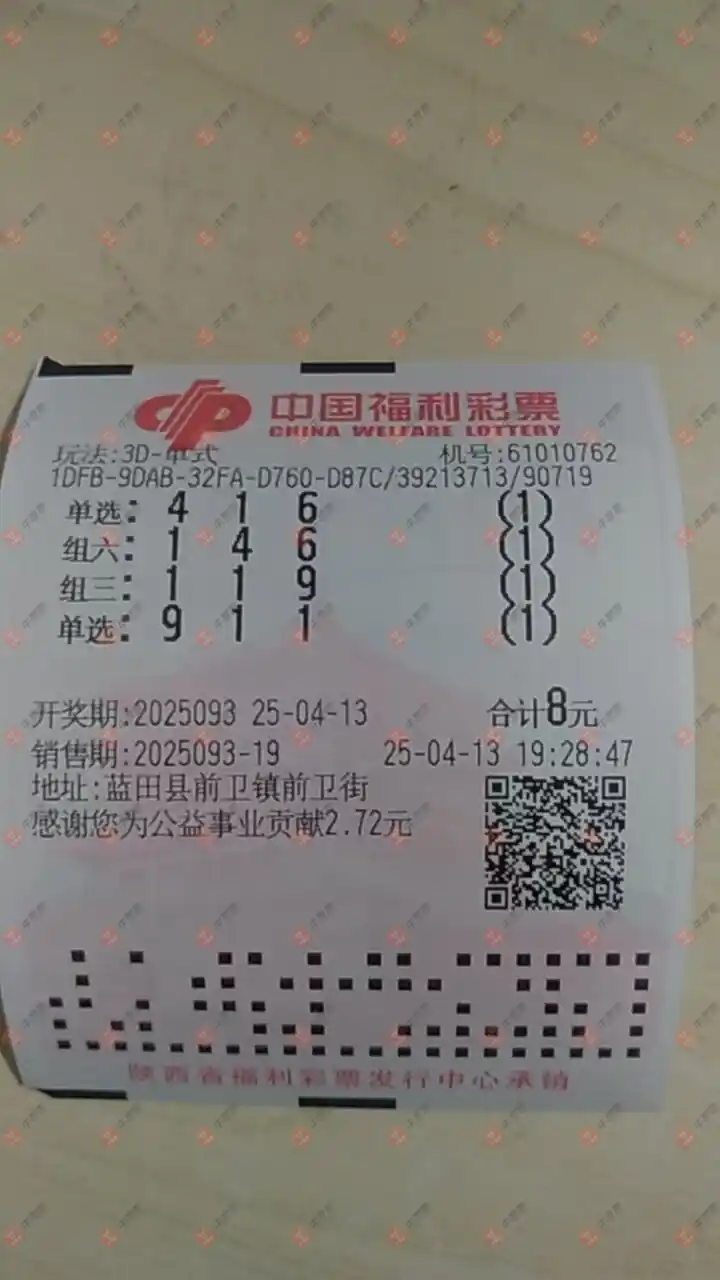 中国福利彩票
CHINA WELFARE LOTTERY
玩法:3D-单式 机号:61010762
1DFB-9DAB-32FA-D760-D87C/39213713/90719
单选: 4 1 6 (1)
组六: 1 4 6 (1)
组三: 1 1 9 (1)
单选: 9 1 1 (1)
开奖期:2025093 25-04-13 合计8元
销售期:2025093-19 25-04-13 19:28:47
地址:蓝田县前卫镇前卫街
感谢您为公益事业贡献2.72元
陕西省福利彩票发行中心承销